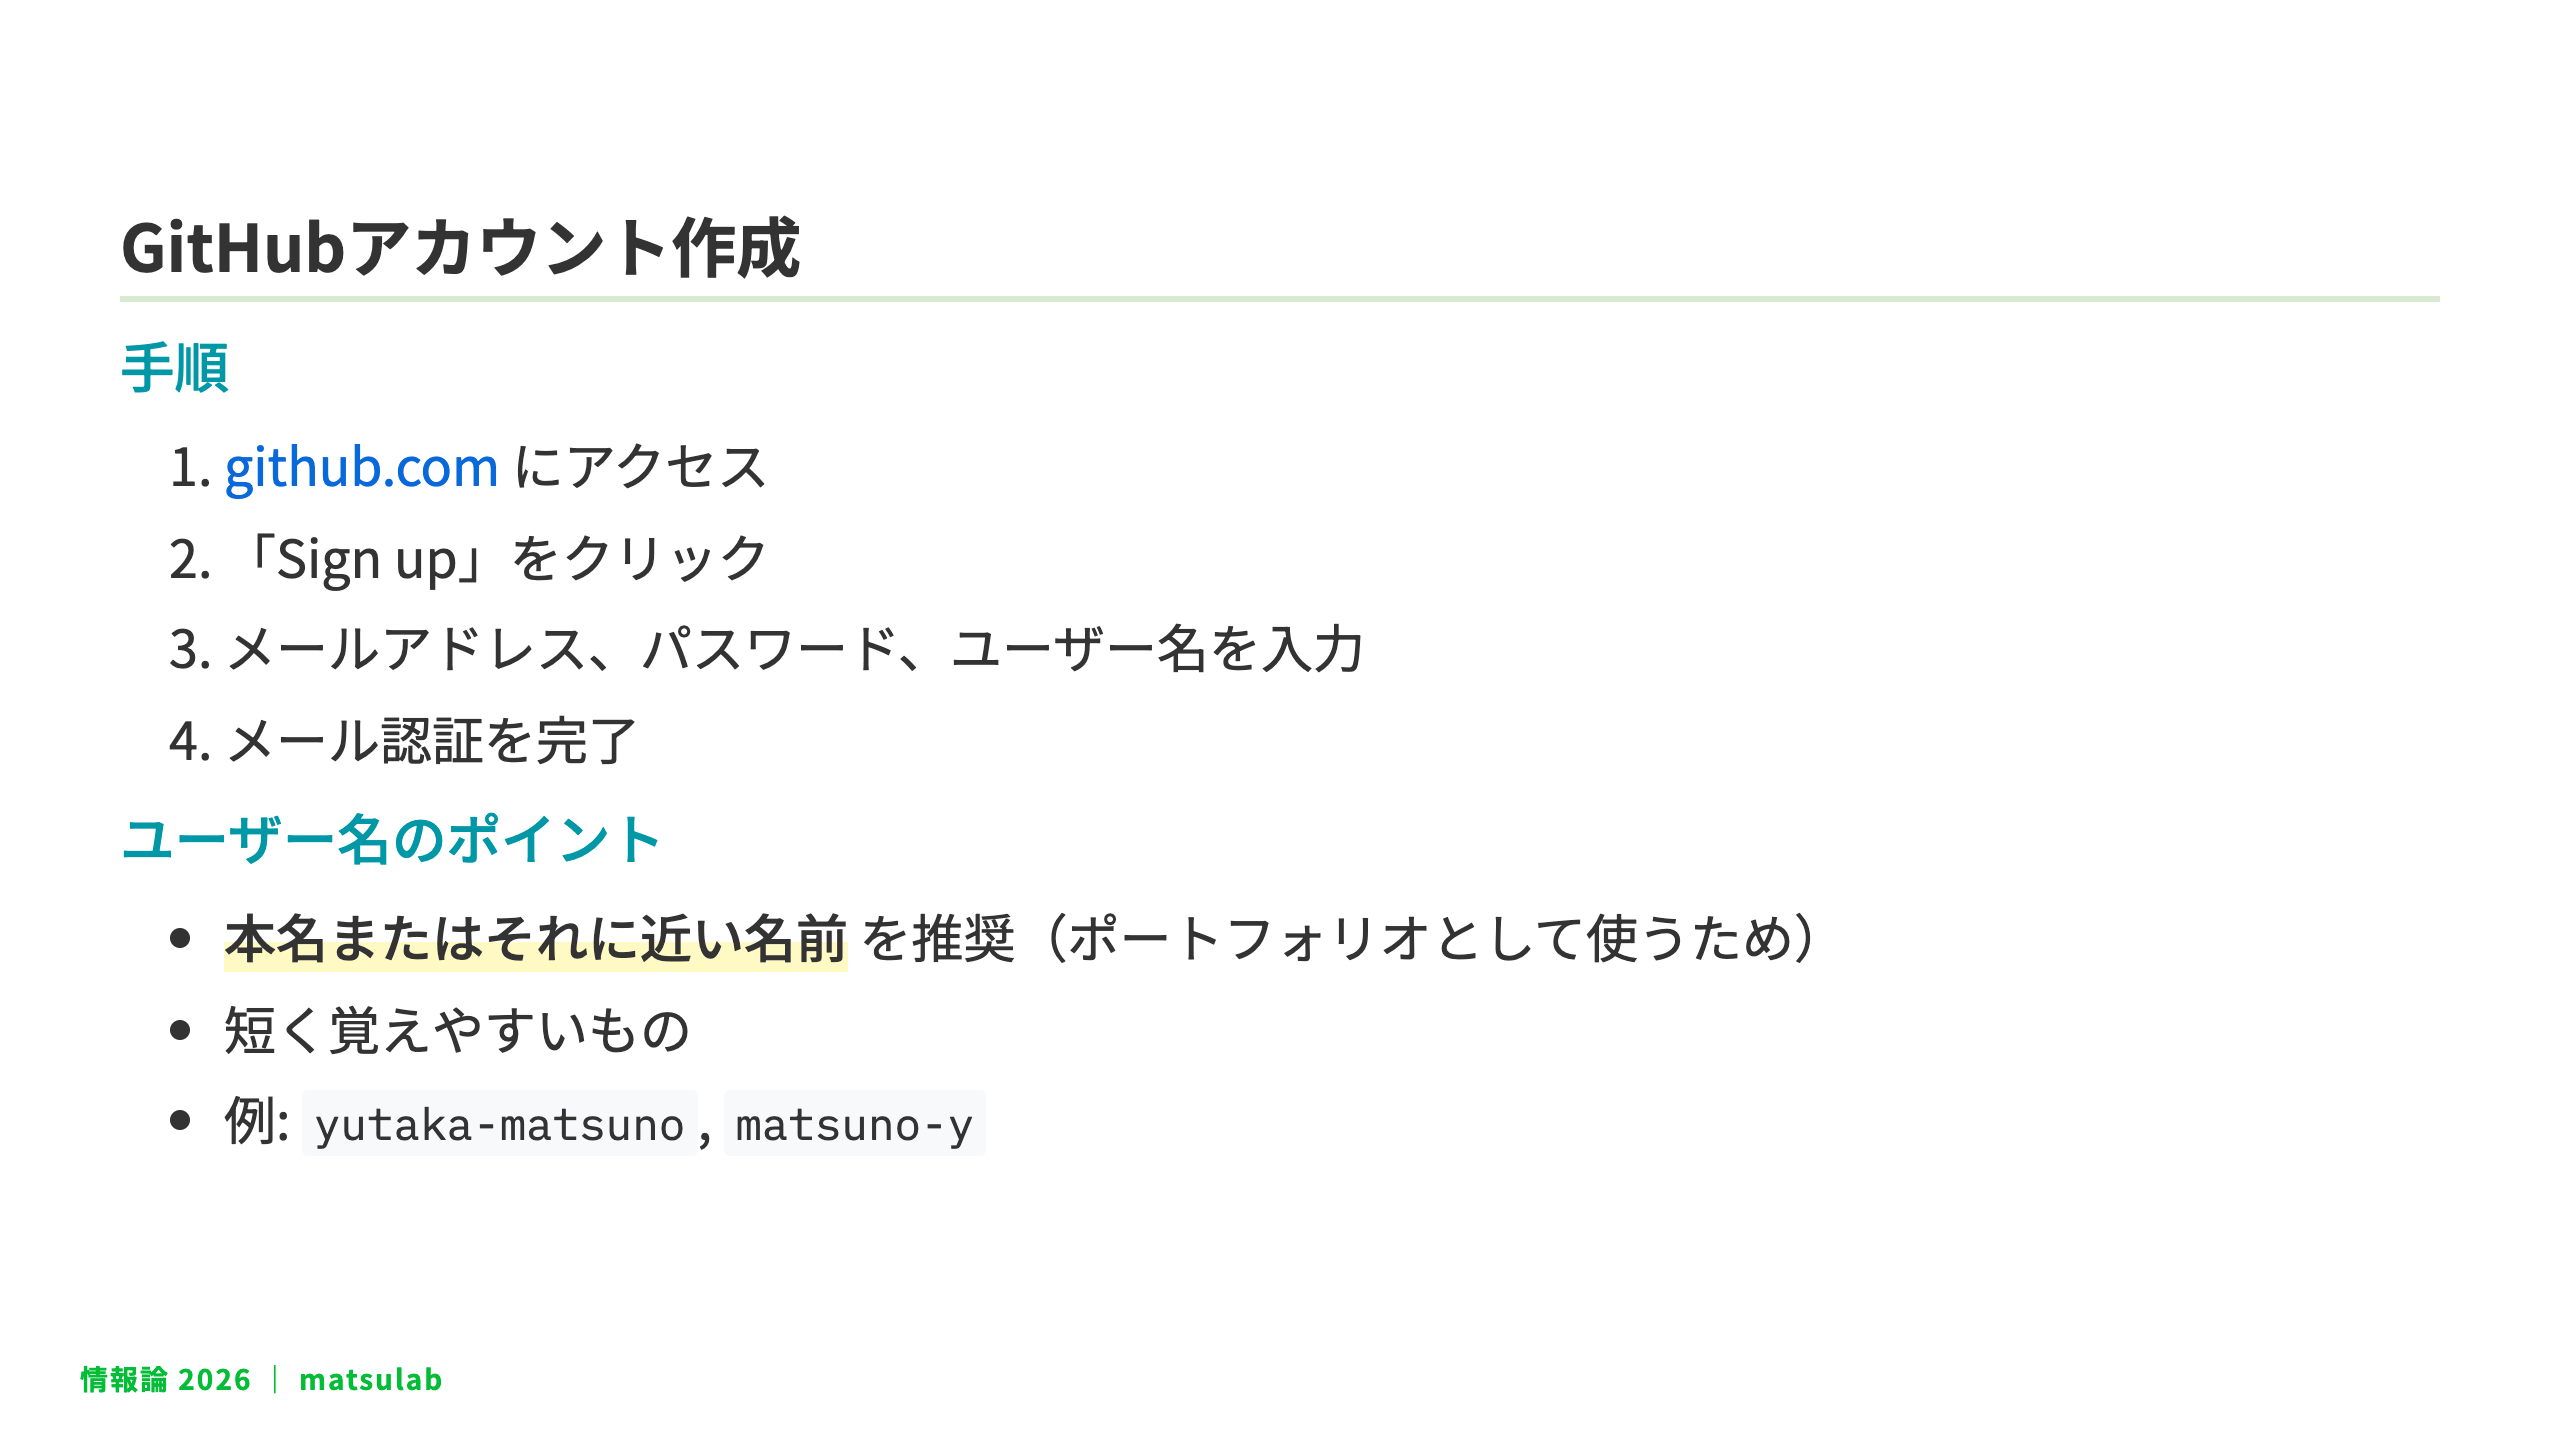 GitHubアカウント作成
手順
1. github.com にアクセス
2. 「Sign up」をクリック
3. メールアドレス、パスワード、ユーザー名を入力
4. メール認証を完了
ユーザー名のポイント
• 本名またはそれに近い名前 を推奨（ポートフォリオとして使うため）
• 短く覚えやすいもの
• 例: yutaka-matsuno, matsuno-y
情報論 2026 ｜ matsulab